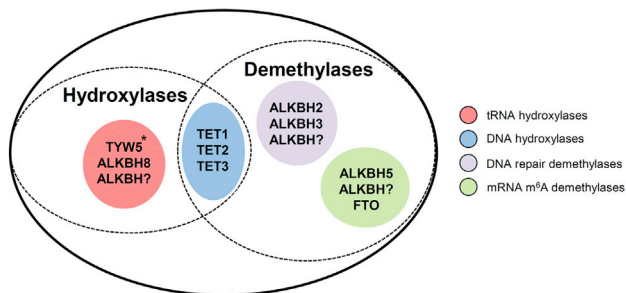 Hydroxylases
Demethylases
TYW5*
ALKBH8
ALKBH?
TET1
TET2
TET3
ALKBH2
ALKBH3
ALKBH?
ALKBH5
ALKBH?
FTO
tRNA hydroxylases
DNA hydroxylases
DNA repair demethylases
mRNA m⁶A demethylases